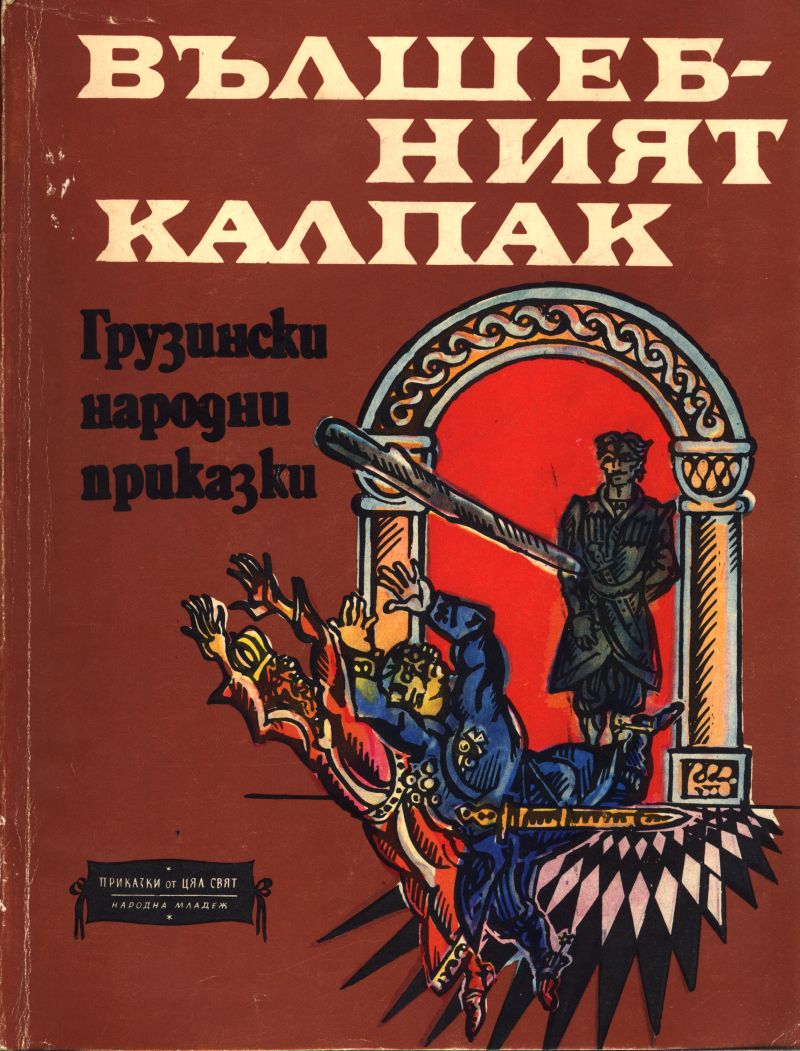 ВЪЛШЕБ-
НИЯТ
КАЛПАК
Грузински
народни
приказки
ПРИКАЗКИ от ЦЯЛ СВЯТ
НАРОДНА МЛАДЕЖ